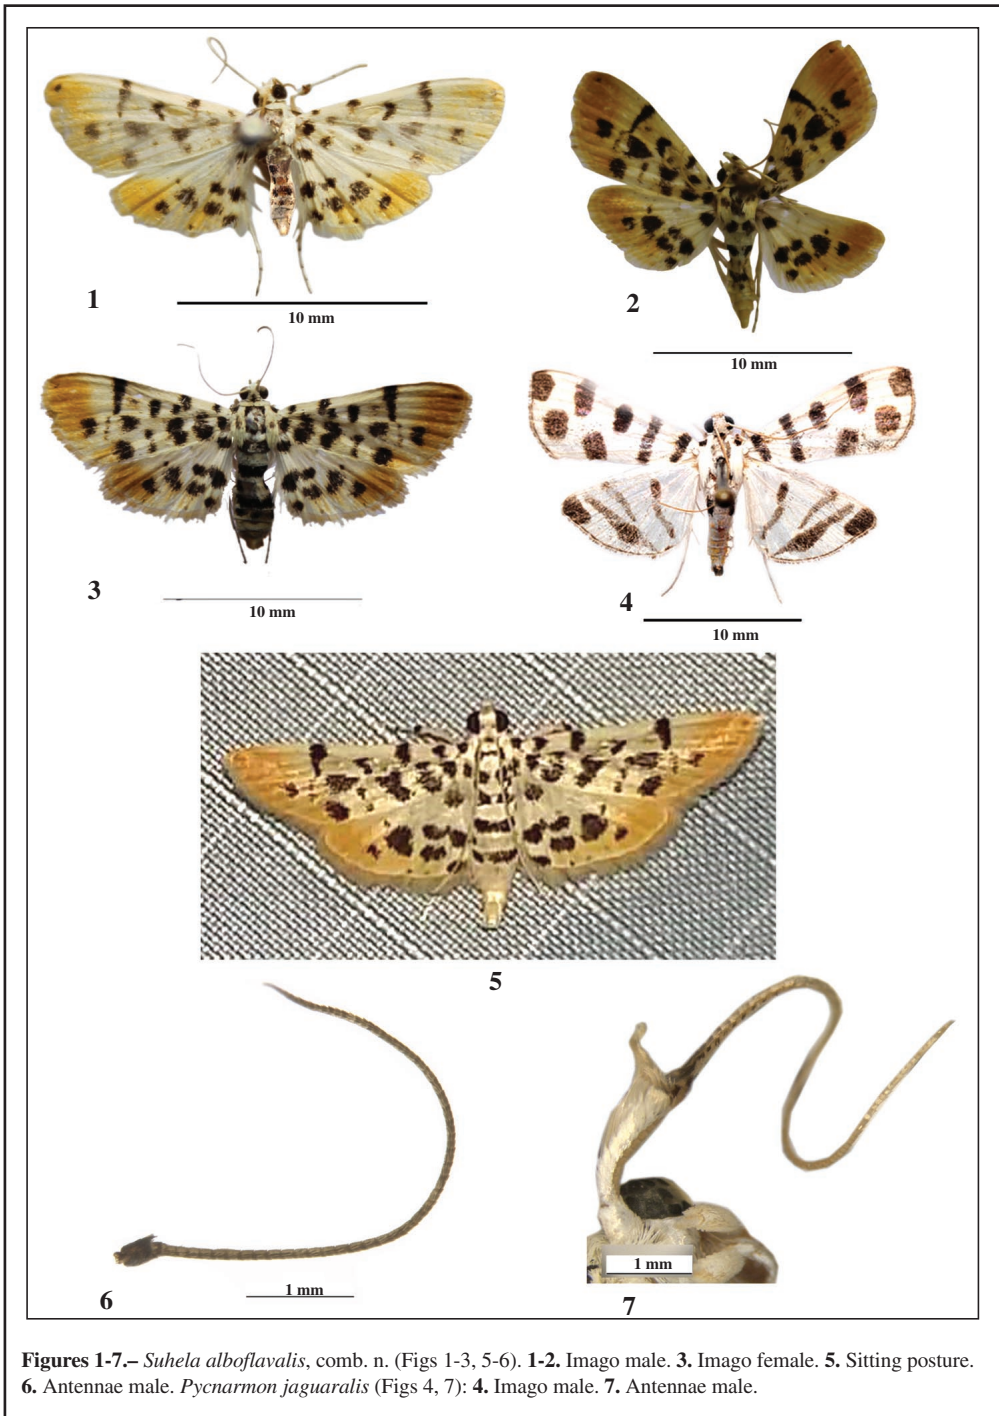 1
10 mm
2
10 mm
3
10 mm
4
10 mm
5
6
1 mm
7
1 mm
Figures 1-7.– Suhela alboflavalis, comb. n. (Figs 1-3, 5-6). 1-2. Imago male. 3. Imago female. 5. Sitting posture.
6. Antennae male. Pycnarmon jaguaralis (Figs 4, 7): 4. Imago male. 7. Antennae male.